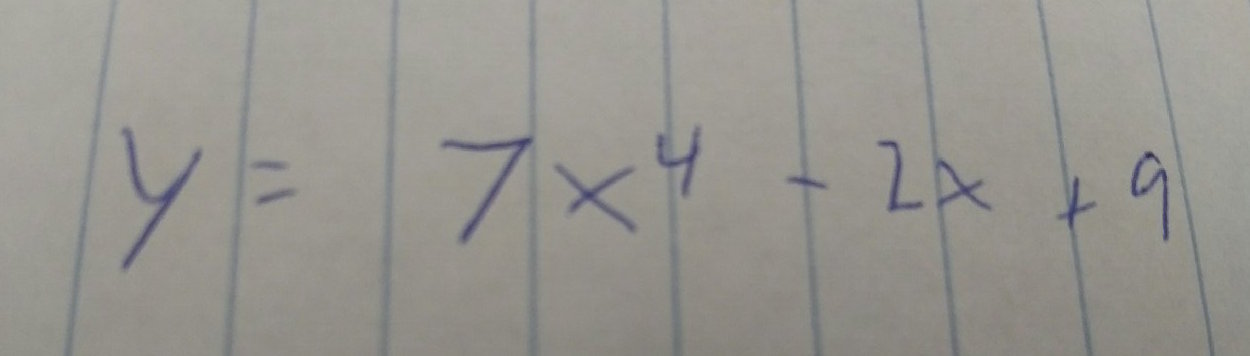 y = 7x⁴ - 2x + 9